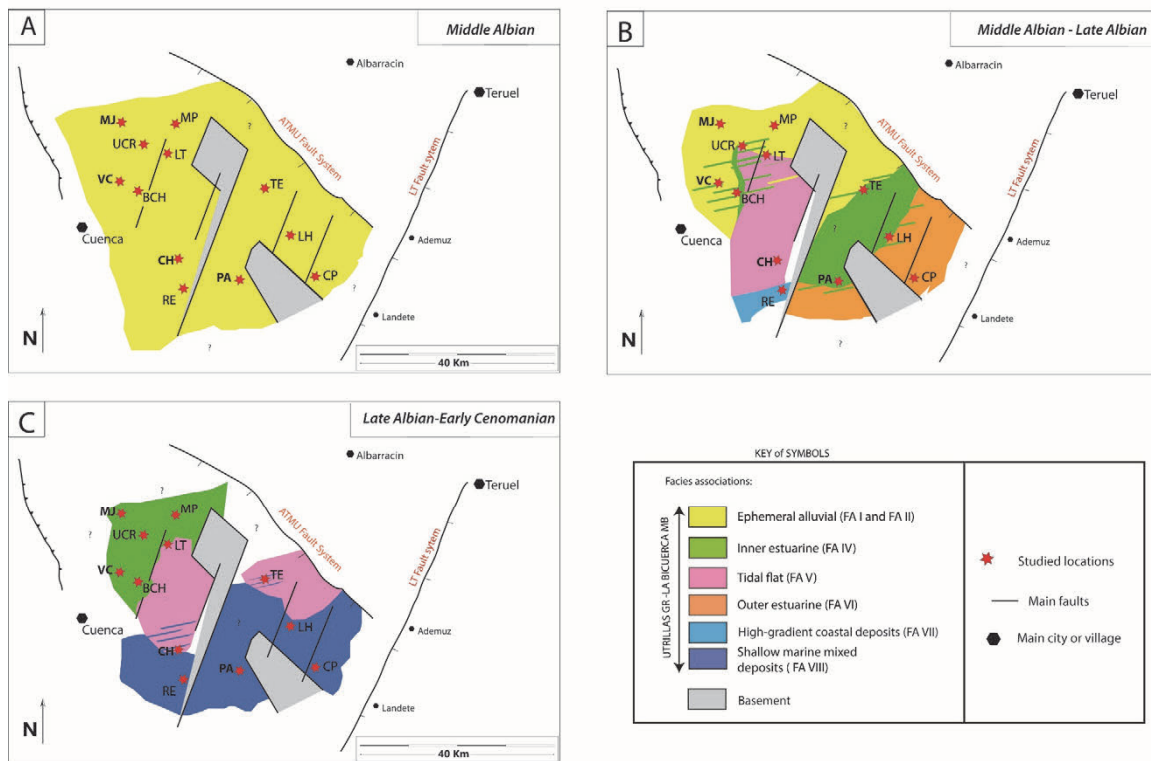 A
Middle Albian
Albarracin
Teruel
ATMU Fault System
LT Fault sytem
MJ
MP
UCR
LT
VC
BCH
TE
?
Cuenca
LH
Ademuz
CH
PA
CP
RE
?
Landete
N
?
40 Km
B
Middle Albian - Late Albian
Albarracin
Teruel
ATMU Fault System
LT Fault sytem
MJ
MP
?
UCR
LT
VC
BCH
TE
Cuenca
LH
Ademuz
CH
?
PA
CP
RE
Landete
N
?
C
Late Albian-Early Cenomanian
Albarracin
Teruel
ATMU Fault System
LT Fault sytem
?
MJ
MP
?
?
UCR
LT
VC
BCH
TE
Cuenca
LH
Ademuz
CH
PA
CP
RE
Landete
N
40 Km
KEY of SYMBOLS
Facies associations:
UTRILLAS GR -LA BICUERCA MB
Ephemeral alluvial (FA I and FA II)
Inner estuarine (FA IV)
Tidal flat (FA V)
Outer estuarine (FA VI)
High-gradient coastal deposits (FA VII)
Shallow marine mixed
deposits ( FA VIII)
Basement
Studied locations
Main faults
Main city or village